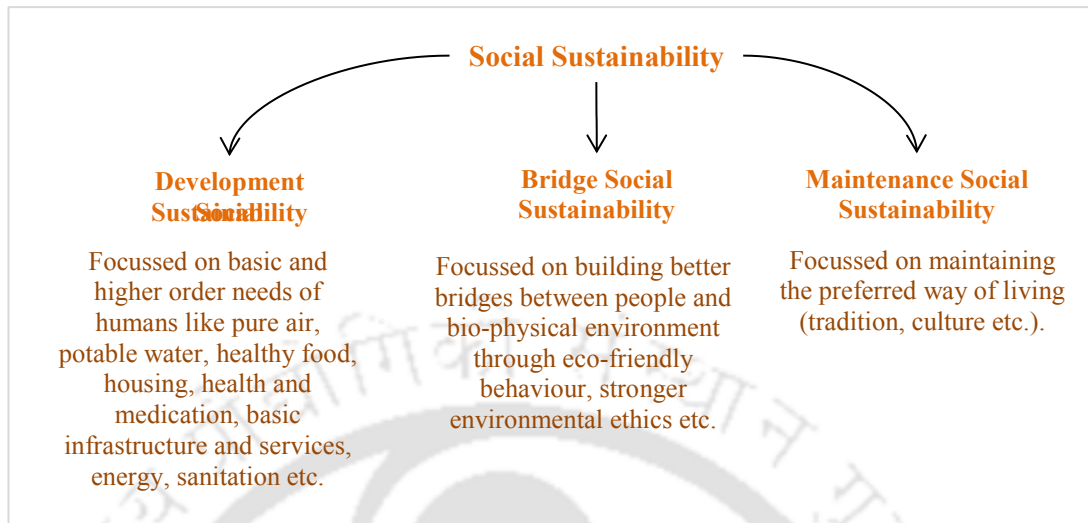 Social Sustainability
Development
Social
Sustainability
Focussed on basic and
higher order needs of
humans like pure air,
potable water, healthy food,
housing, health and
medication, basic
infrastructure and services,
energy, sanitation etc.
Bridge Social
Sustainability
Focussed on building better
bridges between people and
bio-physical environment
through eco-friendly
behaviour, stronger
environmental ethics etc.
Maintenance Social
Sustainability
Focussed on maintaining
the preferred way of living
(tradition, culture etc.).